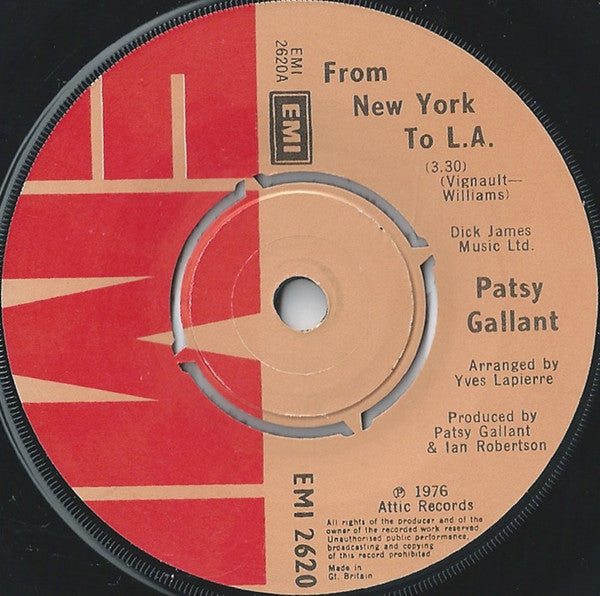 EMI
2620A
EMI
From
New York
To L.A.
(3.30)
(Vignault—
Williams)
Dick James
Music Ltd.
Patsy
Gallant
Arranged by
Yves Lapierre
Produced by
Patsy Gallant
& Ian Robertson
℗ 1976
Attic Records
All rights of the producer and of the
owner of the recorded work reserved
Unauthorised public performance,
broadcasting and copying
of this record prohibited
Made in
Gt. Britain
EMI 2620
EMI